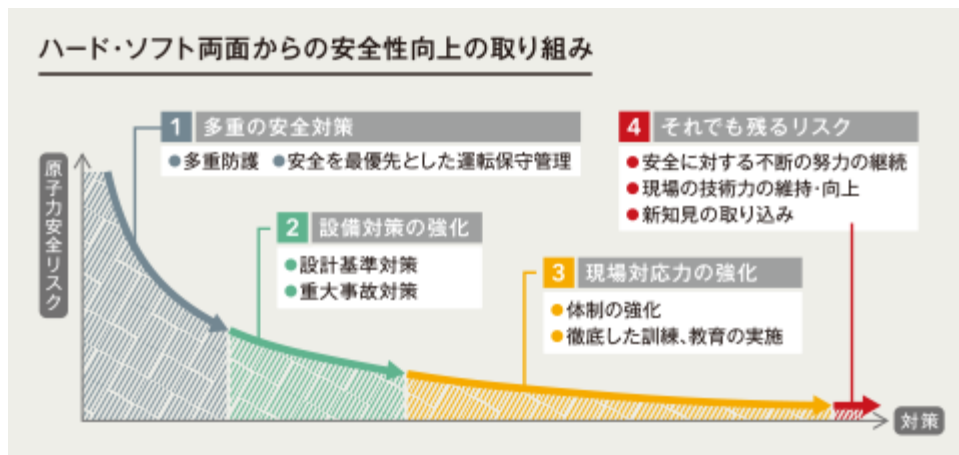 ハード・ソフト両面からの安全性向上の取り組み
1 多重の安全対策
●多重防護 ●安全を最優先とした運転保守管理
4 それでも残るリスク
●安全に対する不断の努力の継続
●現場の技術力の維持・向上
●新知見の取り込み
原子力安全リスク
2 設備対策の強化
●設計基準対策
●重大事故対策
3 現場対応力の強化
●体制の強化
●徹底した訓練、教育の実施
対策